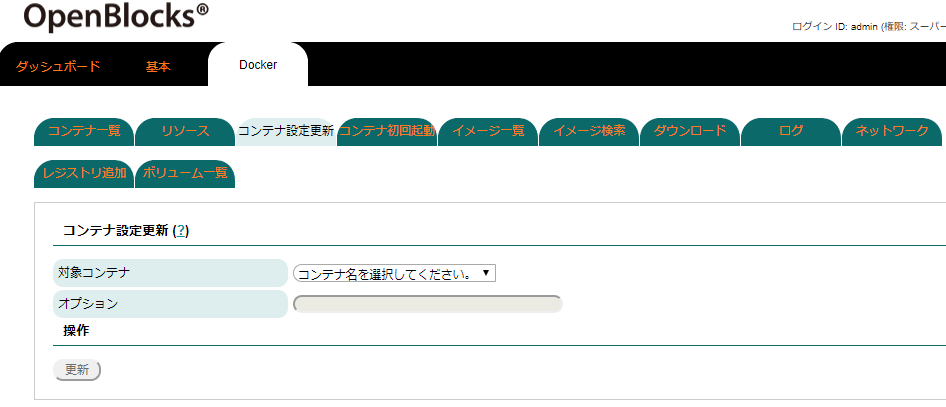 OpenBlocks®
ログイン ID: admin (権限: スーパー
ダッシュボード 基本 Docker
コンテナ一覧 リソース コンテナ設定更新 コンテナ初回起動 イメージ一覧 イメージ検索 ダウンロード ログ ネットワーク
レジストリ追加 ボリューム一覧
コンテナ設定更新 (?)
対象コンテナ コンテナ名を選択してください。 ▼
オプション
操作
更新